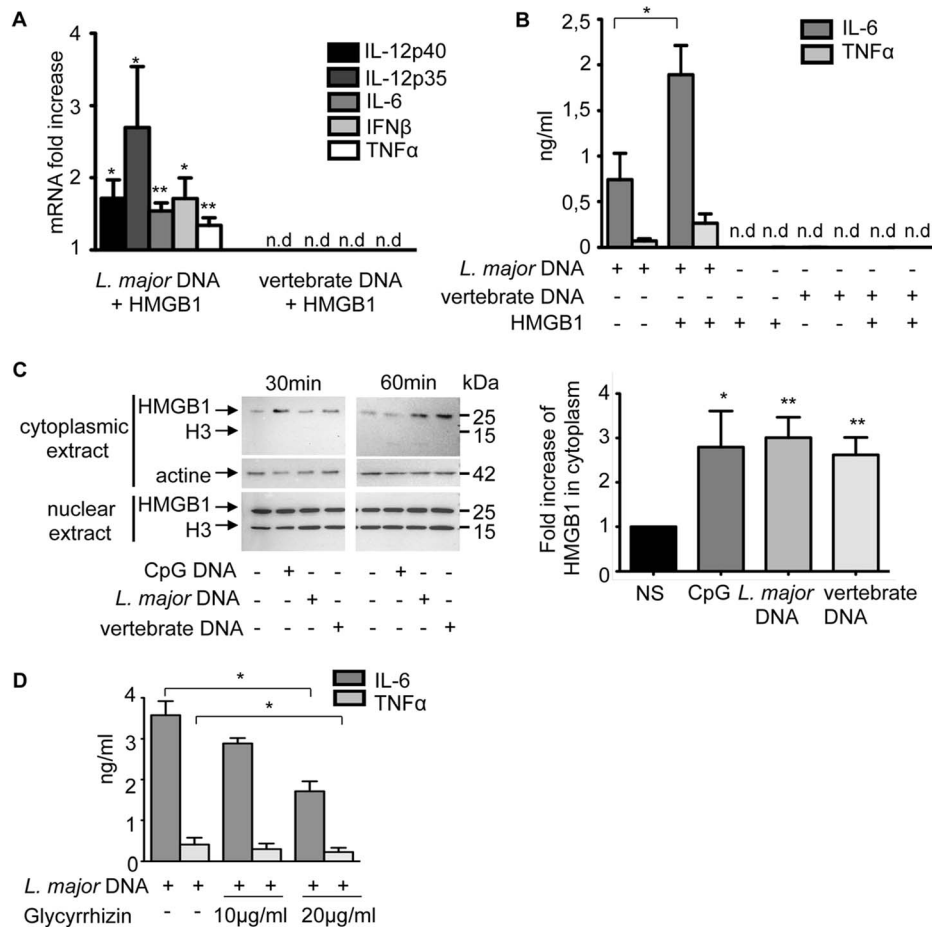 A
mRNA fold increase
4
3
2
1
*
*
**
*
**
n.d n.d n.d n.d
IL-12p40
IL-12p35
IL-6
IFNβ
TNFα
L. major DNA
+ HMGB1
vertebrate DNA
+ HMGB1
B
ng/ml
2,5
2
1,5
1
0,5
0
*
IL-6
TNFα
n.d n.d n.d n.d n.d n.d
L. major DNA + + + + - - - - - -
vertebrate DNA - - - - - - + + + +
HMGB1 - - + + + + - - + +
C
30min 60min kDa
cytoplasmic
extract
HMGB1 25
H3 15
actine 42
nuclear
extract
HMGB1 25
H3 15
CpG DNA - + - - - + - -
L. major DNA - - + - - - + -
vertebrate DNA - - - + - - - +
Fold increase of
HMGB1 in cytoplasm
4
3
2
1
0
*
**
**
NS CpG L. major vertebrate
DNA DNA
D
ng/ml
4
3
2
1
0
*
*
IL-6
TNFα
L. major DNA + + + + + +
Glycyrrhizin - - 10µg/ml 20µg/ml